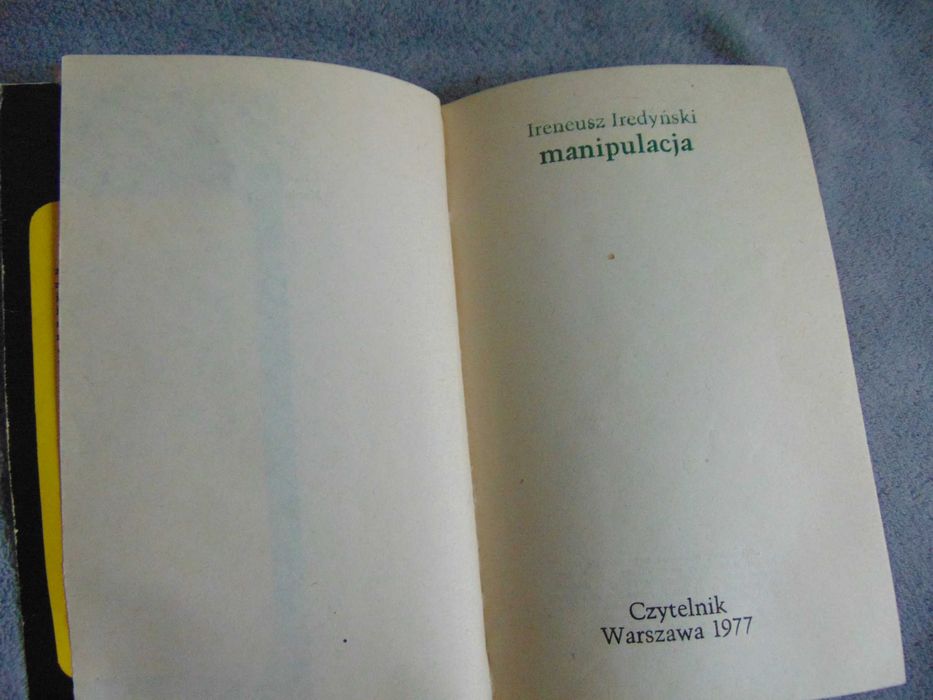 Ireneusz Iredyński
manipulacja
Czytelnik
Warszawa 1977